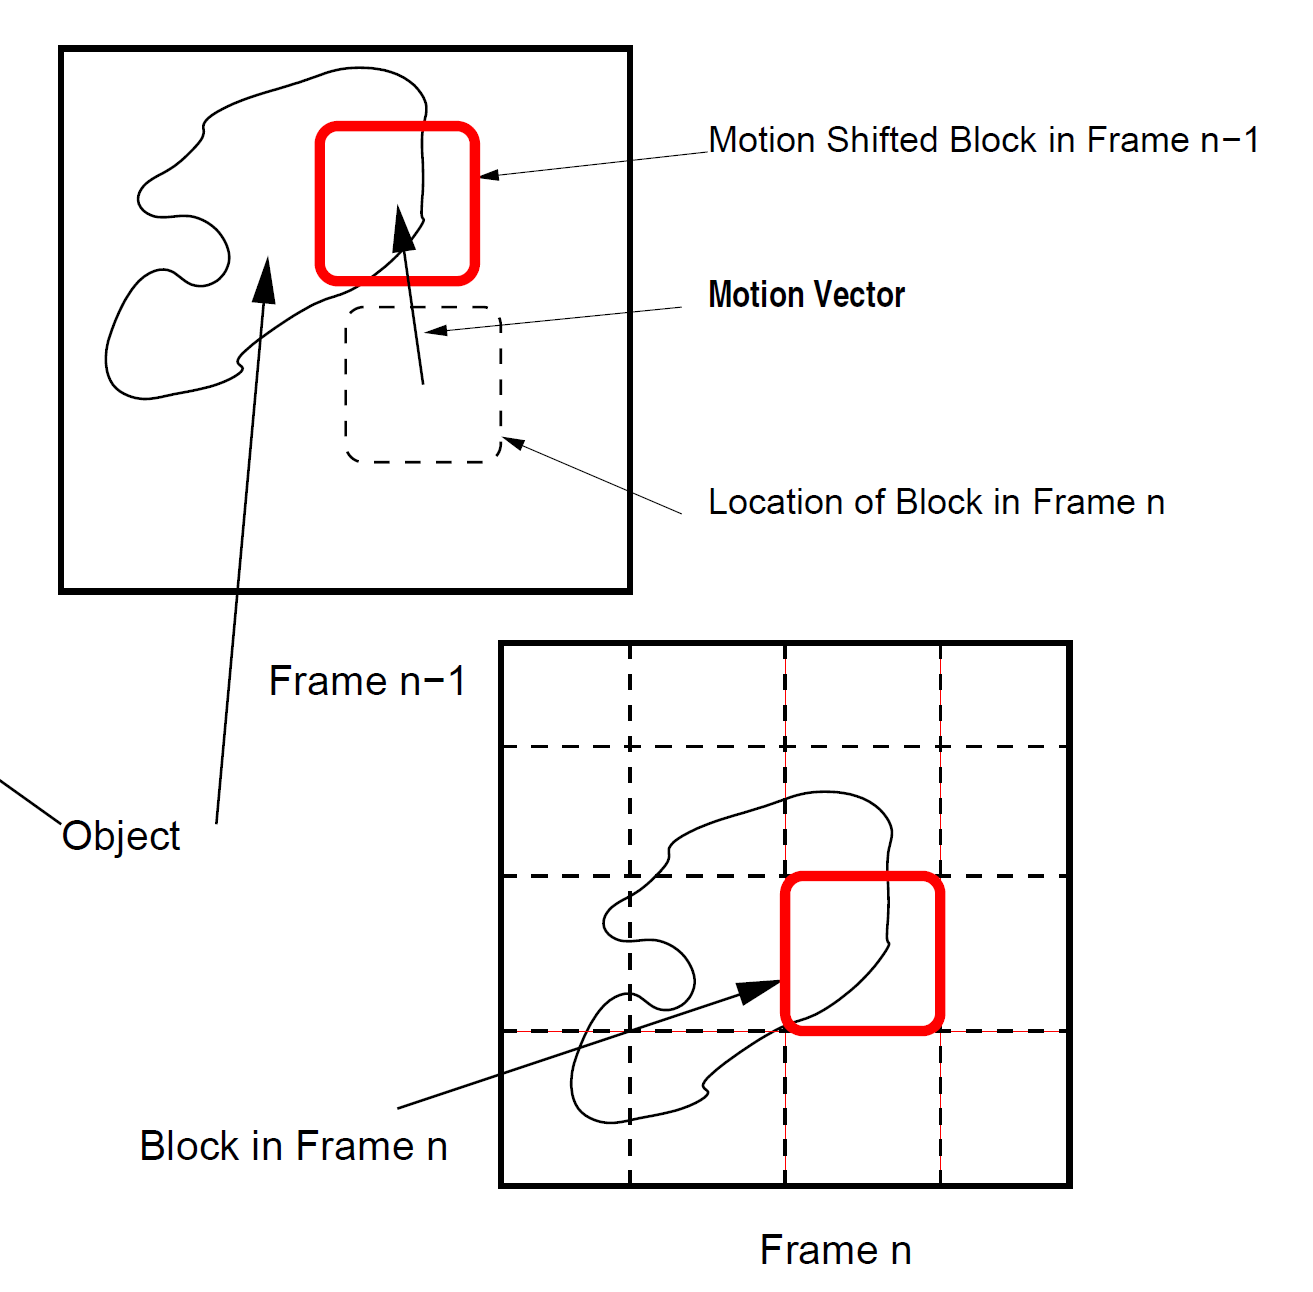 Motion Shifted Block in Frame n−1
Motion Vector
Location of Block in Frame n
Frame n−1
Object
Block in Frame n
Frame n